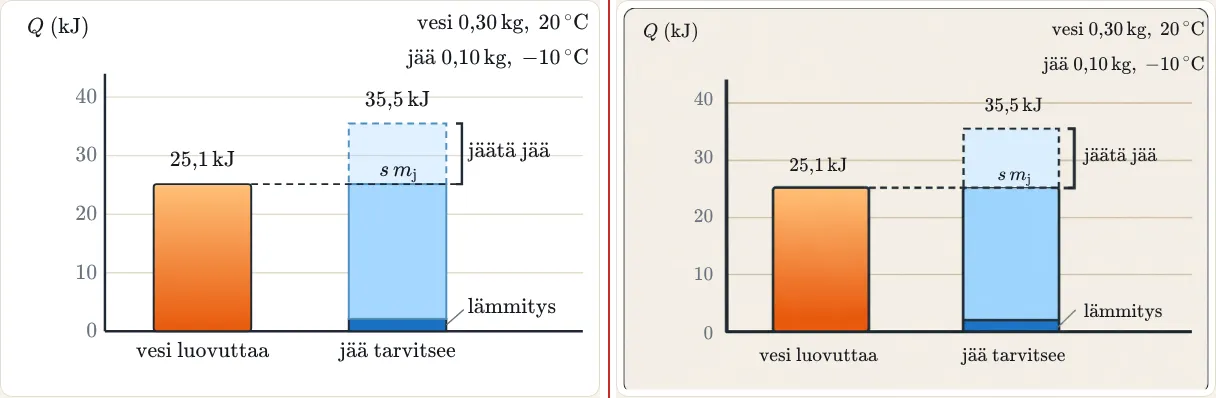 Q (kJ)
vesi 0,30 kg, 20 °C
jää 0,10 kg, −10 °C
40
30
20
10
0
35,5 kJ
25,1 kJ
jäätä jää
s mj
lämmitys
vesi luovuttaa
jää tarvitsee
Q (kJ)
vesi 0,30 kg, 20 °C
jää 0,10 kg, −10 °C
40
30
20
10
0
35,5 kJ
25,1 kJ
jäätä jää
s mj
lämmitys
vesi luovuttaa
jää tarvitsee